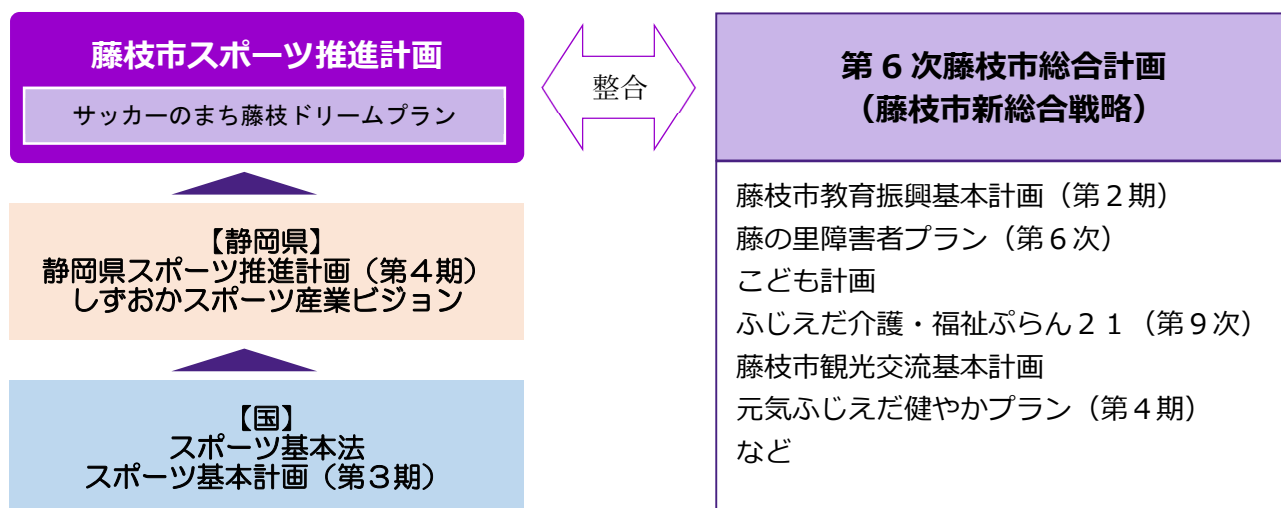 藤枝市スポーツ推進計画
サッカーのまち藤枝ドリームプラン
整合
第6次藤枝市総合計画
（藤枝市新総合戦略）
【静岡県】
静岡県スポーツ推進計画（第４期）
しずおかスポーツ産業ビジョン
【国】
スポーツ基本法
スポーツ基本計画（第３期）
藤枝市教育振興基本計画（第２期）
藤の里障害者プラン（第６次）
こども計画
ふじえだ介護・福祉ぷらん２１（第９次）
藤枝市観光交流基本計画
元気ふじえだ健やかプラン（第４期）
など